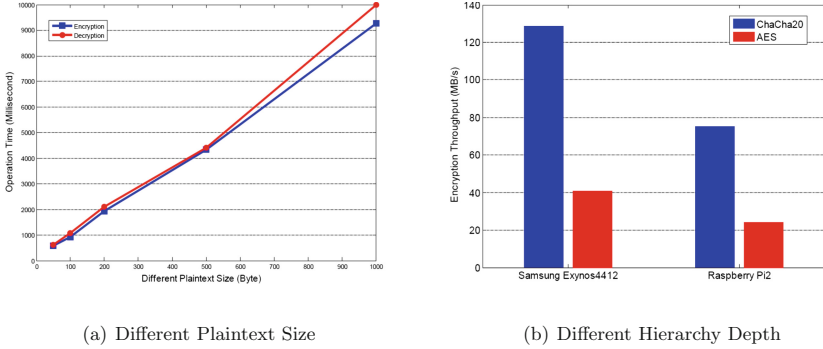 Encryption
Decryption
Operation Time (Millisecond)
10000
9000
8000
7000
6000
5000
4000
3000
2000
1000
0
0 100 200 300 400 500 600 700 800 900 1000
Different Plaintext Size (Byte)
(a) Different Plaintext Size
ChaCha20
AES
Encryption Throughput (MB/s)
140
120
100
80
60
40
20
0
Samsung Exynos4412 Raspberry Pi2
(b) Different Hierarchy Depth